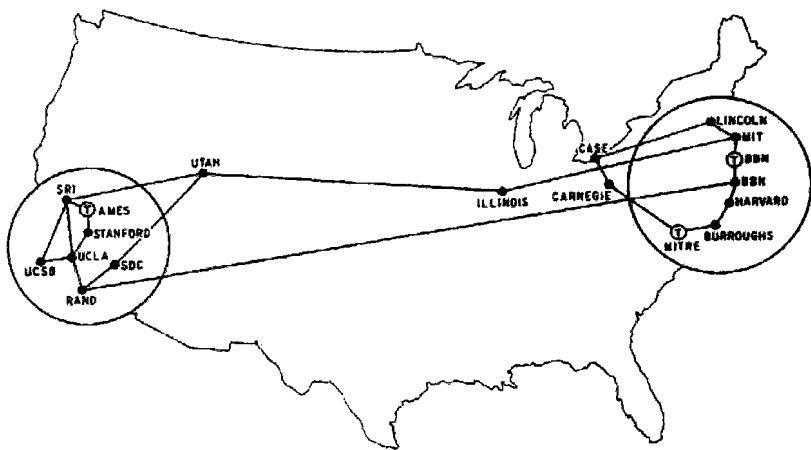 LINCOLN
MIT
CASE
T BBN
UTAH
BBN
SRI
CARNEGIE
ILLINOIS
HARVARD
T AMES
STANFORD
BURROUGHS
T
MITRE
UCSB
UCLA
SDC
RAND